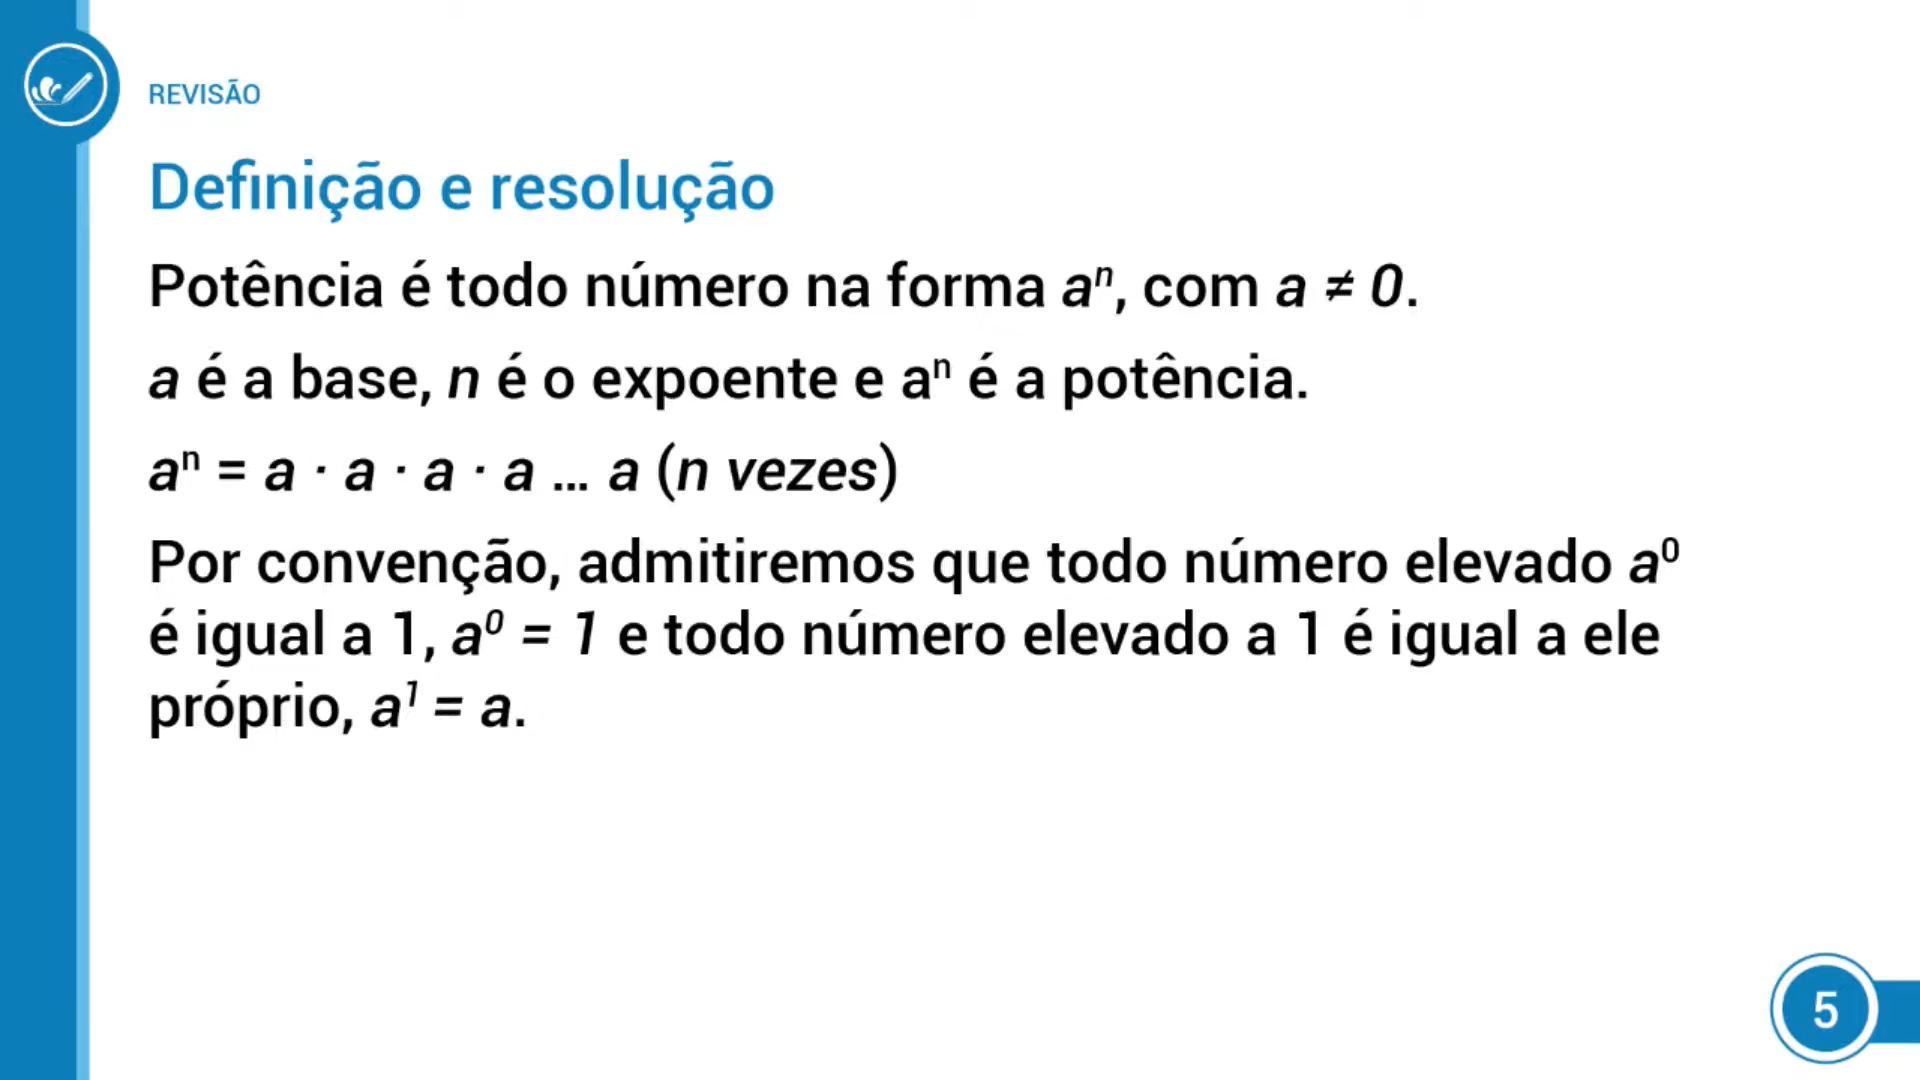 REVISÃO
Definição e resolução
Potência é todo número na forma aⁿ, com a ≠ 0.
a é a base, n é o expoente e aⁿ é a potência.
aⁿ = a · a · a · a ... a (n vezes)
Por convenção, admitiremos que todo número elevado a⁰
é igual a 1, a⁰ = 1 e todo número elevado a 1 é igual a ele
próprio, a¹ = a.
5